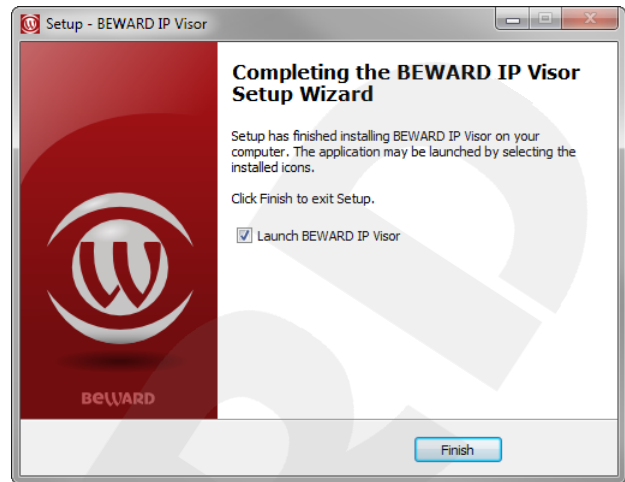 Setup - BEWARD IP Visor
Completing the BEWARD IP Visor
Setup Wizard
Setup has finished installing BEWARD IP Visor on your
computer. The application may be launched by selecting the
installed icons.
Click Finish to exit Setup.
Launch BEWARD IP Visor
BEWARD
Finish